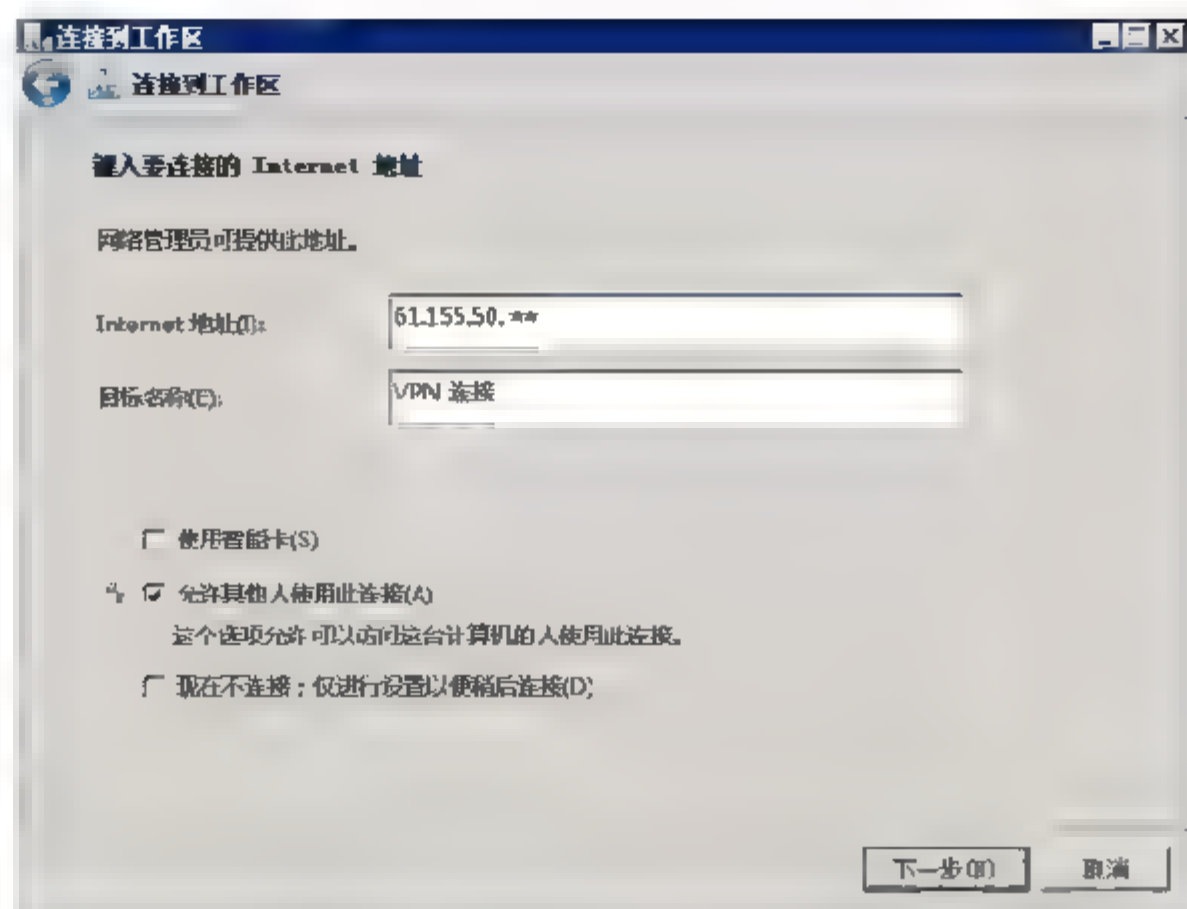 连接到工作区
连接到工作区
键入要连接的 Internet 地址
网络管理员可提供此地址。
Internet 地址(I):
61.155.50.**
目标名称(E):
VPN 连接
使用智能卡(S)
允许其他人使用此连接(A)
这个选项允许可以访问这台计算机的人使用此连接。
现在不连接；仅进行设置以便稍后连接(D)
下一步(N)
取消